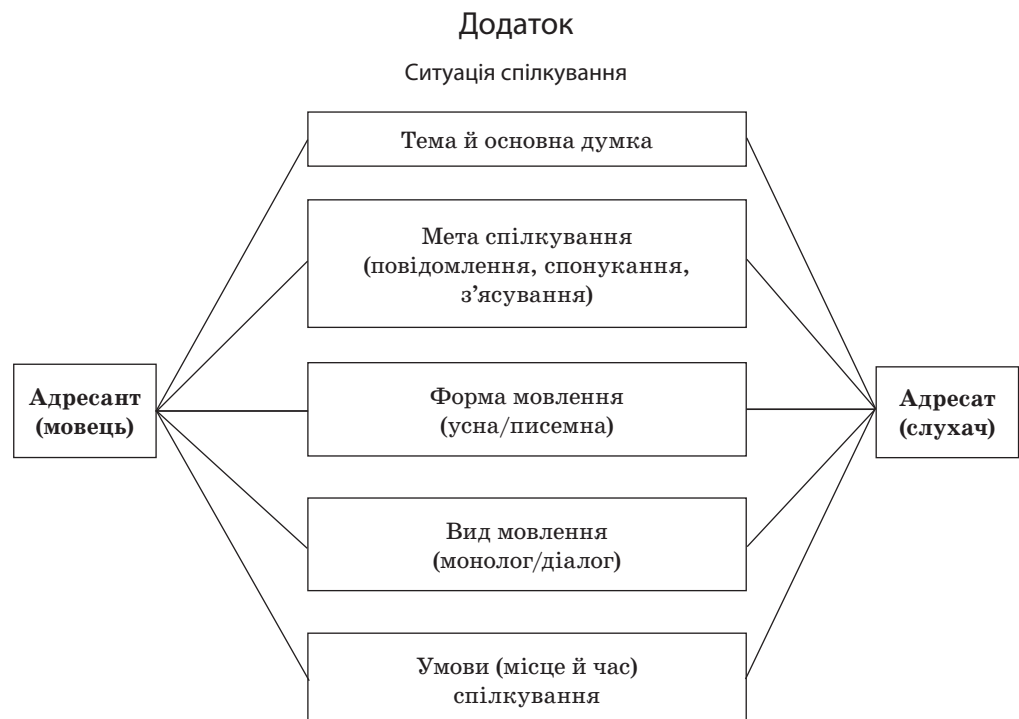 Додаток
Ситуація спілкування
Тема й основна думка
Мета спілкування
(повідомлення, спонукання,
з’ясування)
Адресант
(мовець)
Форма мовлення
(усна/писемна)
Адресат
(слухач)
Вид мовлення
(монолог/діалог)
Умови (місце й час)
спілкування